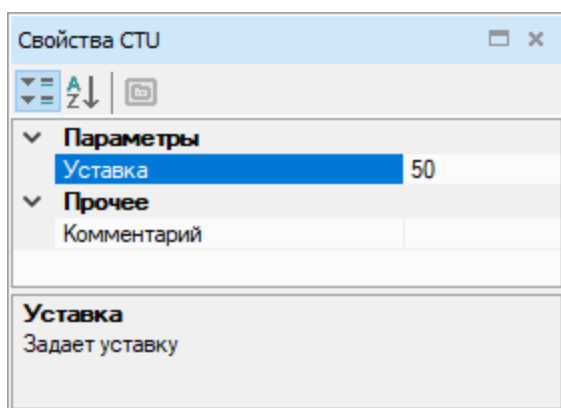 Свойства CTU
Параметры
Уставка 50
Прочее
Комментарий
Уставка
Задает уставку